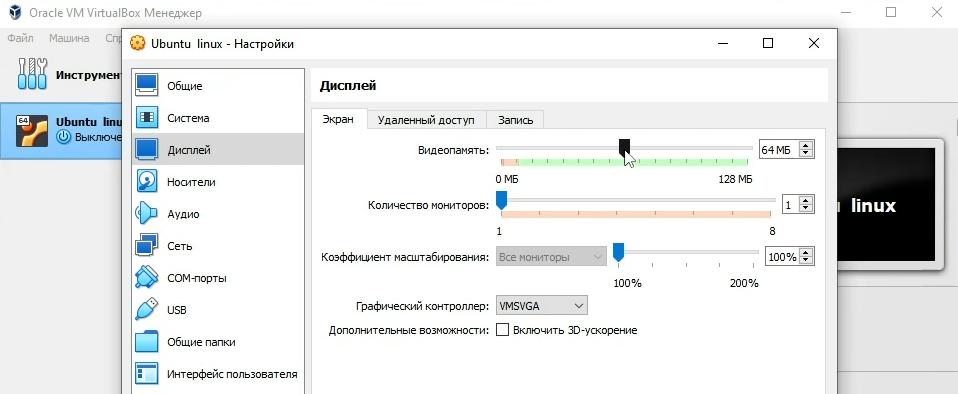 Oracle VM VirtualBox Менеджер
Файл Машина
Ubuntu linux - Настройки
Инструмен
64
Ubuntu linu
Выключе
Общие
Система
Дисплей
Носители
Аудио
Сеть
COM-порты
USB
Общие папки
Интерфейс пользователя
Дисплей
Экран Удаленный доступ Запись
Видеопамять: 64 МБ
0 МБ 128 МБ
Количество мониторов: 1
1 8
Коэффициент масштабирования: Все мониторы 100%
100% 200%
Графический контроллер: VMSVGA
Дополнительные возможности: Включить 3D-ускорение
linux